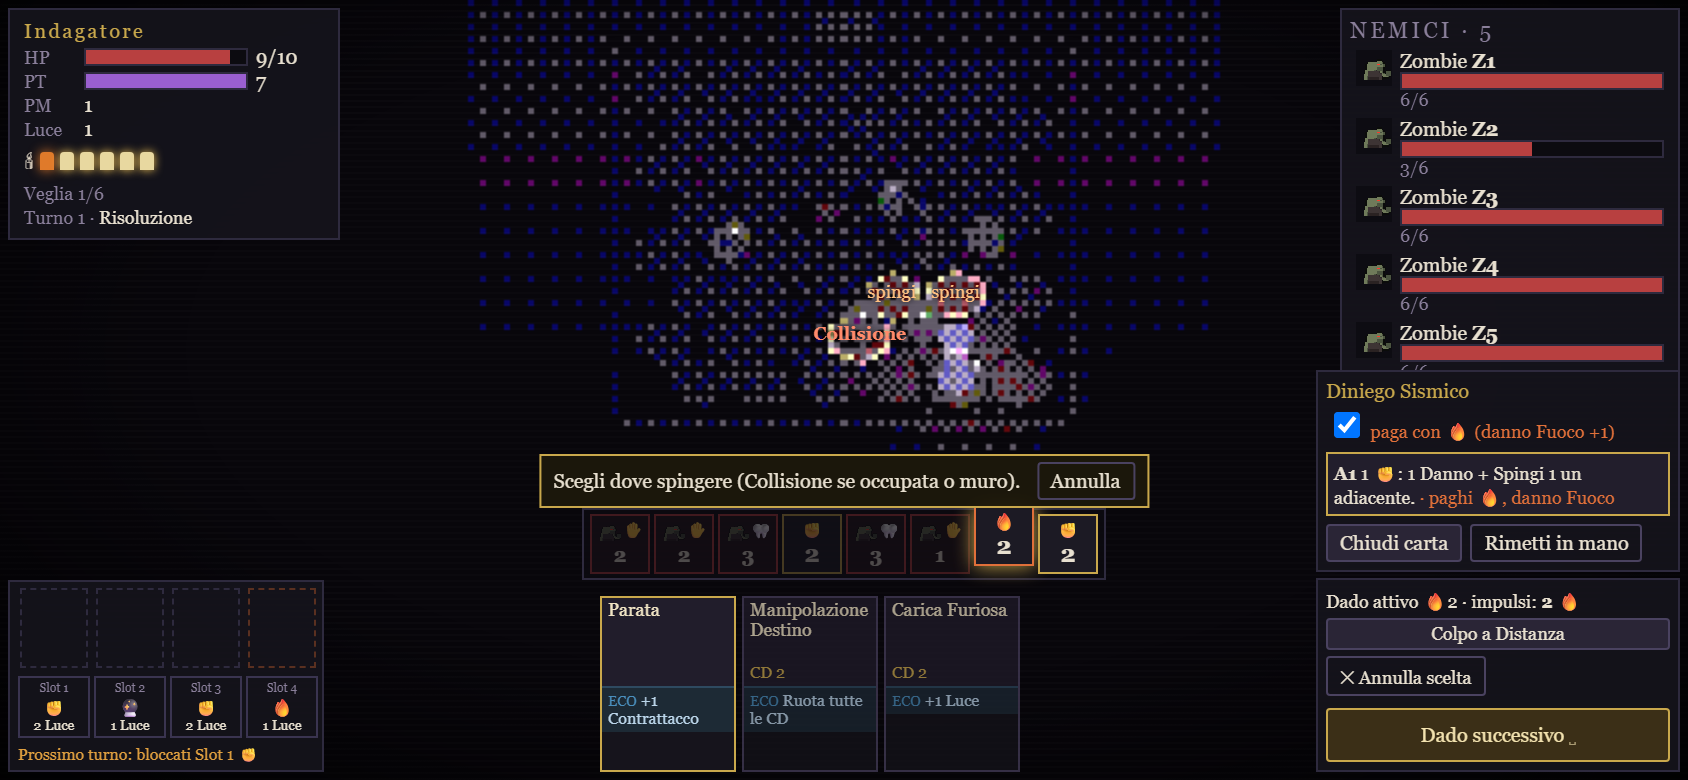 Indagatore
HP 9/10
PT 7
PM 1
Luce 1
Veglia 1/6
Turno 1 · Risoluzione
NEMICI · 5
Zombie Z1
6/6
Zombie Z2
3/6
Zombie Z3
6/6
Zombie Z4
6/6
Zombie Z5
spingi spingi
Collisione
Diniego Sismico
paga con 🔥 (danno Fuoco +1)
A1 1 ✊ : 1 Danno + Spingi 1 un
adiacente. · paghi 🔥 , danno Fuoco
Chiudi carta Rimetti in mano
Scegli dove spingere (Collisione se occupata o muro). Annulla
2 2 3 2 3 1 2 2
Dado attivo 🔥 2 · impulsi: 2 🔥
Colpo a Distanza
✕ Annulla scelta
Dado successivo
Slot 1 Slot 2 Slot 3 Slot 4
2 Luce 1 Luce 2 Luce 1 Luce
Prossimo turno: bloccati Slot 1 ✊
Parata
ECO +1
Contrattacco
Manipolazione
Destino
CD 2
ECO Ruota tutte
le CD
Carica Furiosa
CD 2
ECO +1 Luce